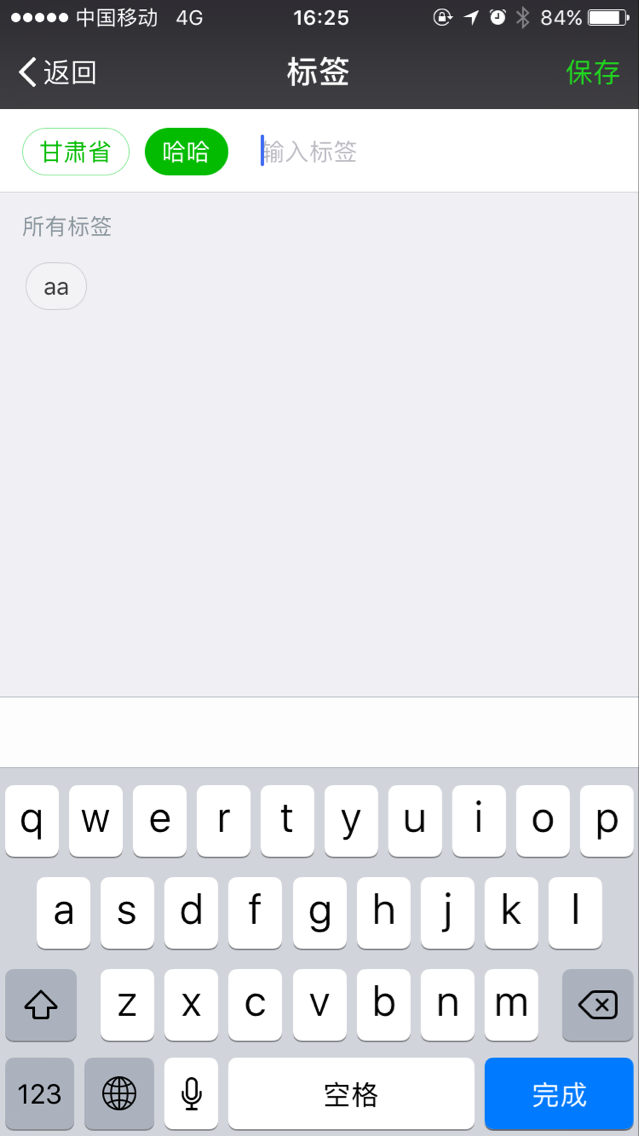 中国移动 4G 16:25 84%
返回 标签 保存
甘肃省 哈哈 输入标签
所有标签
aa
q w e r t y u i o p
a s d f g h j k l
z x c v b n m
123 空格 完成